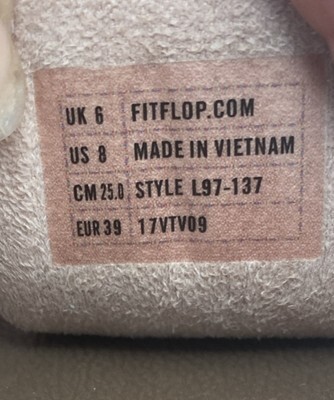 UK 6 FITFLOP.COM
US 8 MADE IN VIETNAM
CM 25.0 STYLE L97-137
EUR 39 17VTV09